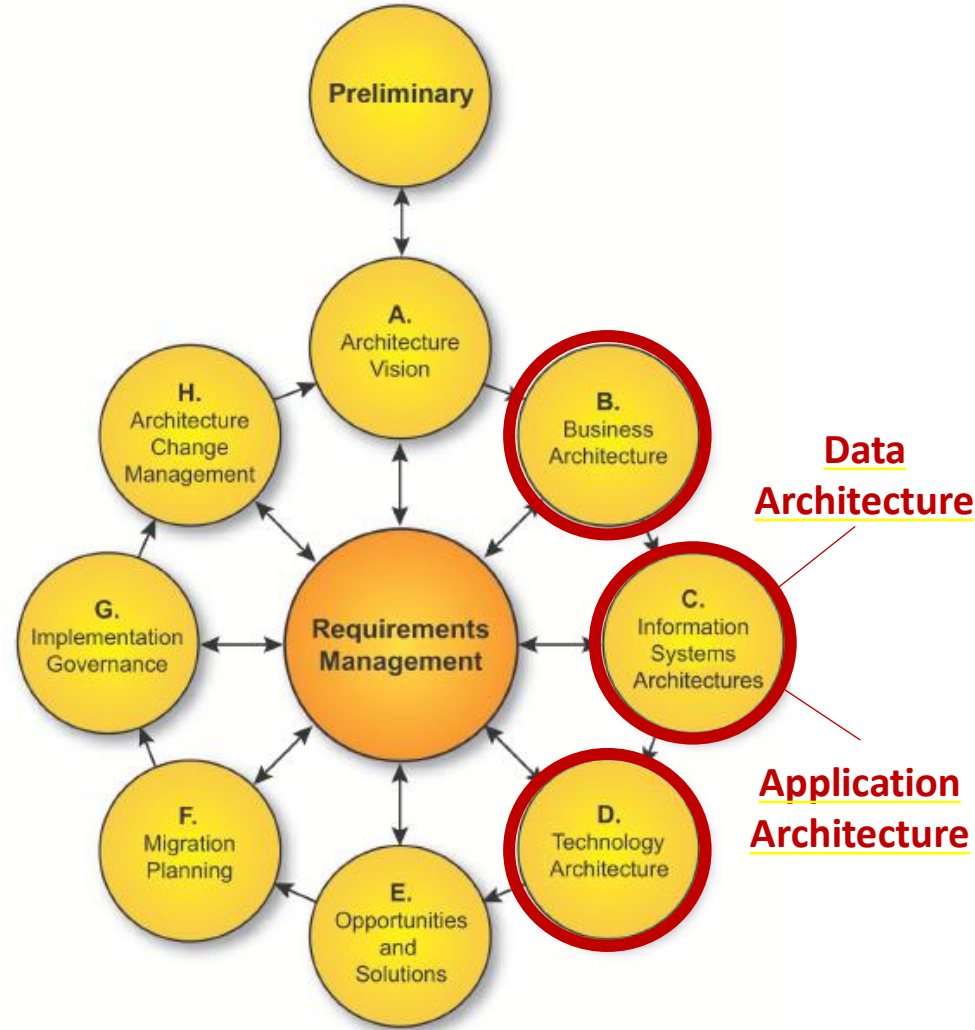 Preliminary
A.
Architecture
Vision
B.
Business
Architecture
H.
Architecture
Change
Management
Data
Architecture
C.
Information
Systems
Architectures
G.
Implementation
Governance
Requirements
Management
Application
Architecture
D.
Technology
Architecture
F.
Migration
Planning
E.
Opportunities
and
Solutions